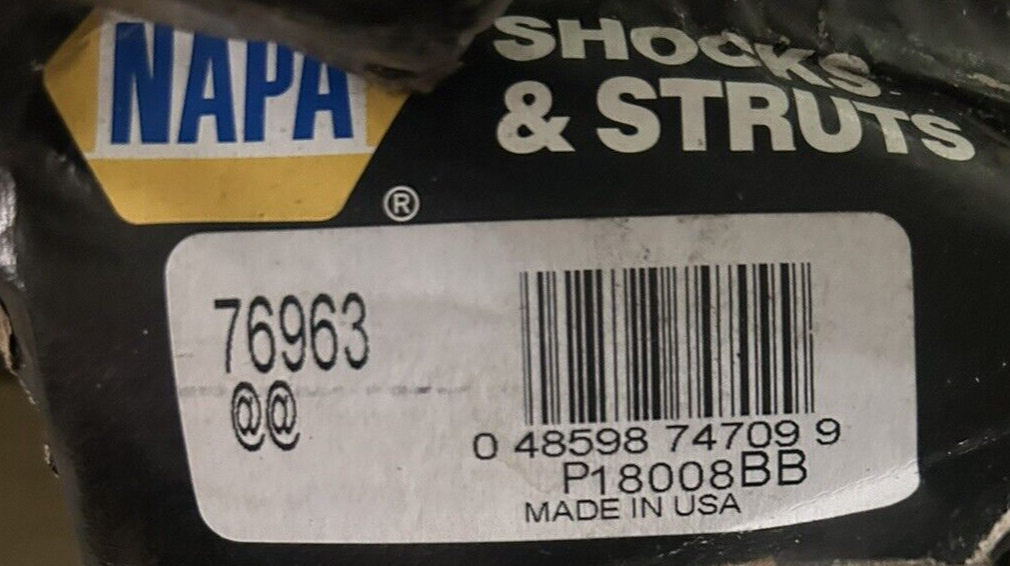 NAPA
®
SHOCKS
& STRUTS
76963
@@
0 48598 74709 9
P18008BB
MADE IN USA